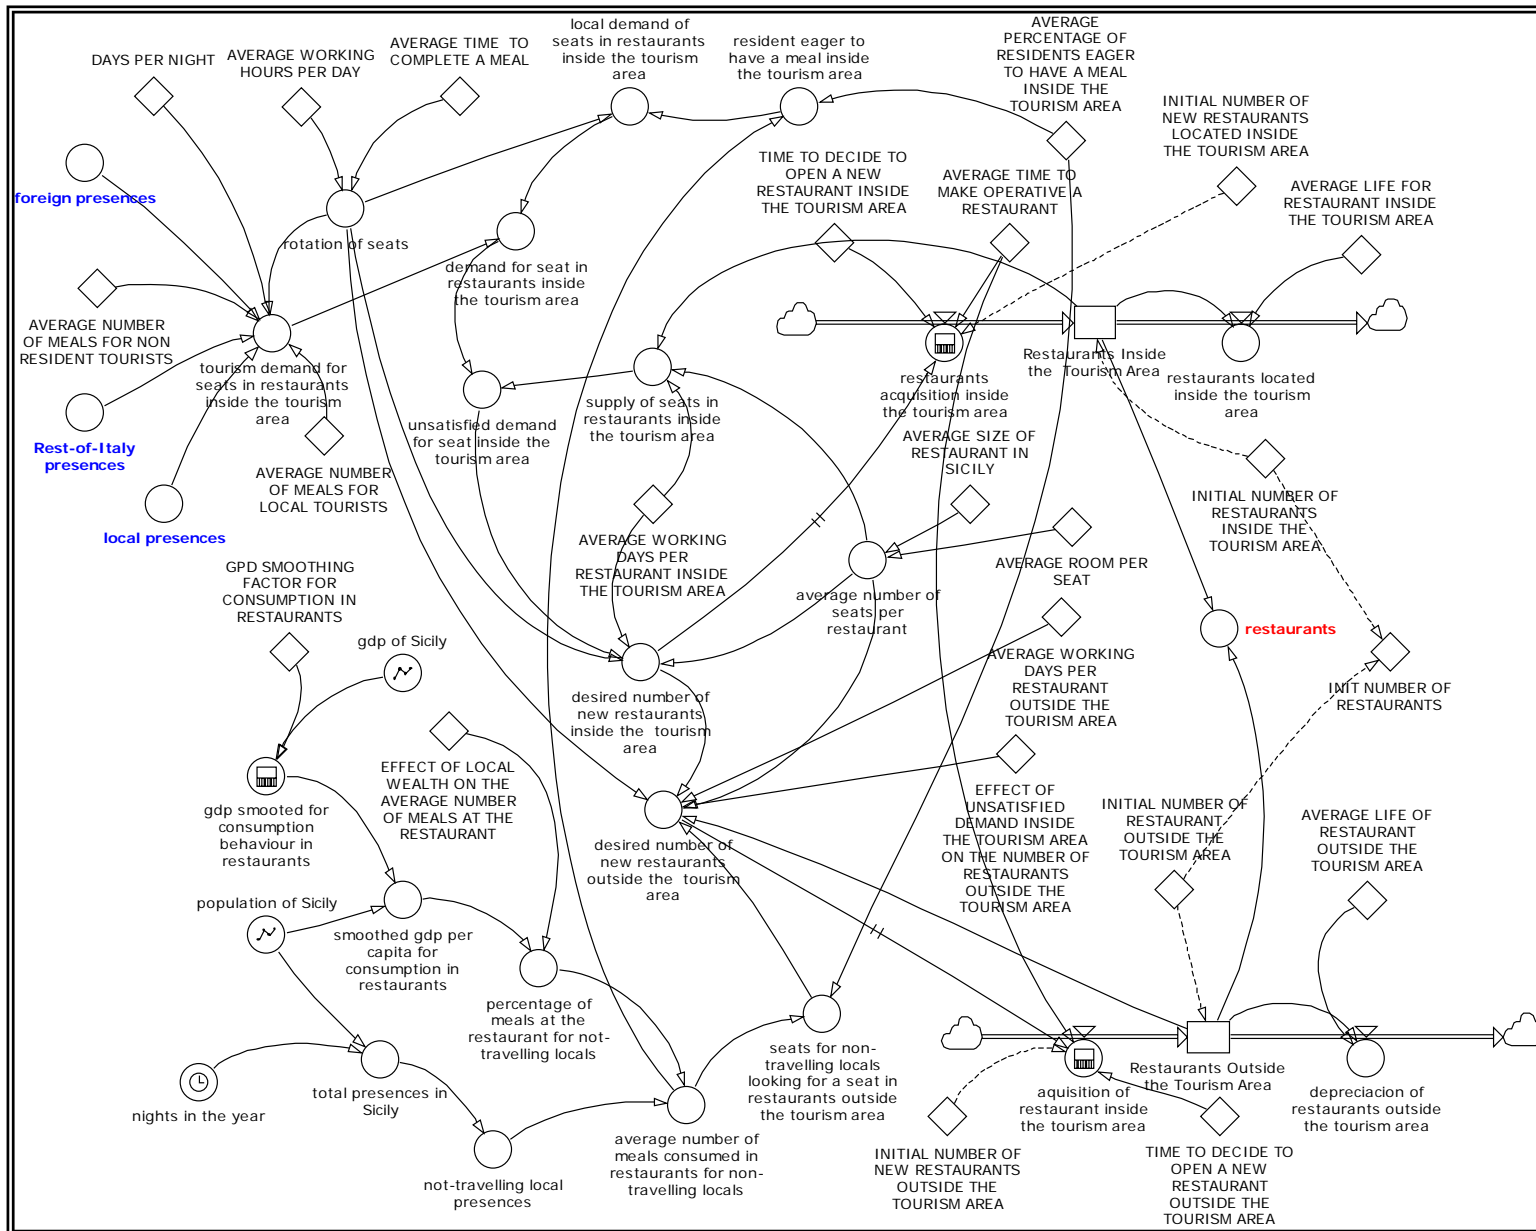 DAYS PER NIGHT
AVERAGE WORKING
HOURS PER DAY
AVERAGE TIME TO
COMPLETE A MEAL
local demand of
seats in restaurants
inside the tourism
area
resident eager to
have a meal inside
the tourism area
AVERAGE
PERCENTAGE OF
RESIDENTS EAGER
TO HAVE A MEAL
INSIDE THE
TOURISM AREA
INITIAL NUMBER OF
NEW RESTAURANTS
LOCATED INSIDE
THE TOURISM AREA
TIME TO DECIDE TO
OPEN A NEW
RESTAURANT INSIDE
THE TOURISM AREA
AVERAGE TIME TO
MAKE OPERATIVE A
RESTAURANT
AVERAGE LIFE FOR
RESTAURANT INSIDE
THE TOURISM AREA
foreign presences
rotation of seats
demand for seat in
restaurants inside
the tourism area
AVERAGE NUMBER
OF MEALS FOR NON
RESIDENT TOURISTS
tourism demand for
seats in restaurants
inside the tourism
area
unsatisfied demand
for seat inside the
tourism area
supply of seats in
restaurants inside
the tourism area
restaurants
acquisition inside
the tourism area
Restaurants Inside
the Tourism Area
restaurants located
inside the tourism
area
Rest-of-Italy
presences
AVERAGE NUMBER
OF MEALS FOR
LOCAL TOURISTS
AVERAGE SIZE OF
RESTAURANT IN
SICILY
INITIAL NUMBER OF
RESTAURANTS
INSIDE THE
TOURISM AREA
local presences
AVERAGE WORKING
DAYS PER
RESTAURANT INSIDE
THE TOURISM AREA
AVERAGE ROOM PER
SEAT
average number of
seats per
restaurant
GPD SMOOTHING
FACTOR FOR
CONSUMPTION IN
RESTAURANTS
gdp of Sicily
restaurants
AVERAGE WORKING
DAYS PER
RESTAURANT
OUTSIDE THE
TOURISM AREA
INIT NUMBER OF
RESTAURANTS
desired number of
new restaurants
inside the tourism
area
EFFECT OF LOCAL
WEALTH ON THE
AVERAGE NUMBER
OF MEALS AT THE
RESTAURANT
gdp smooted for
consumption
behaviour in
restaurants
desired number of
new restaurants
outside the tourism
area
EFFECT OF
UNSATISFIED
DEMAND INSIDE
THE TOURISM AREA
ON THE NUMBER OF
RESTAURANTS
OUTSIDE THE
TOURISM AREA
INITIAL NUMBER OF
RESTAURANT
OUTSIDE THE
TOURISM AREA
AVERAGE LIFE OF
RESTAURANT
OUTSIDE THE
TOURISM AREA
population of Sicily
smoothed gdp per
capita for
consumption in
restaurants
percentage of
meals at the
restaurant for not-
travelling locals
seats for non-
travelling locals
looking for a seat in
restaurants outside
the tourism area
nights in the year
total presences in
Sicily
aquisition of
restaurant inside
the tourism area
Restaurants Outside
the Tourism Area
depreciacion of
restaurants outside
the tourism area
not-travelling local
presences
average number of
meals consumed in
restaurants for non-
travelling locals
INITIAL NUMBER OF
NEW RESTAURANTS
OUTSIDE THE
TOURISM AREA
TIME TO DECIDE TO
OPEN A NEW
RESTAURANT
OUTSIDE THE
TOURISM AREA